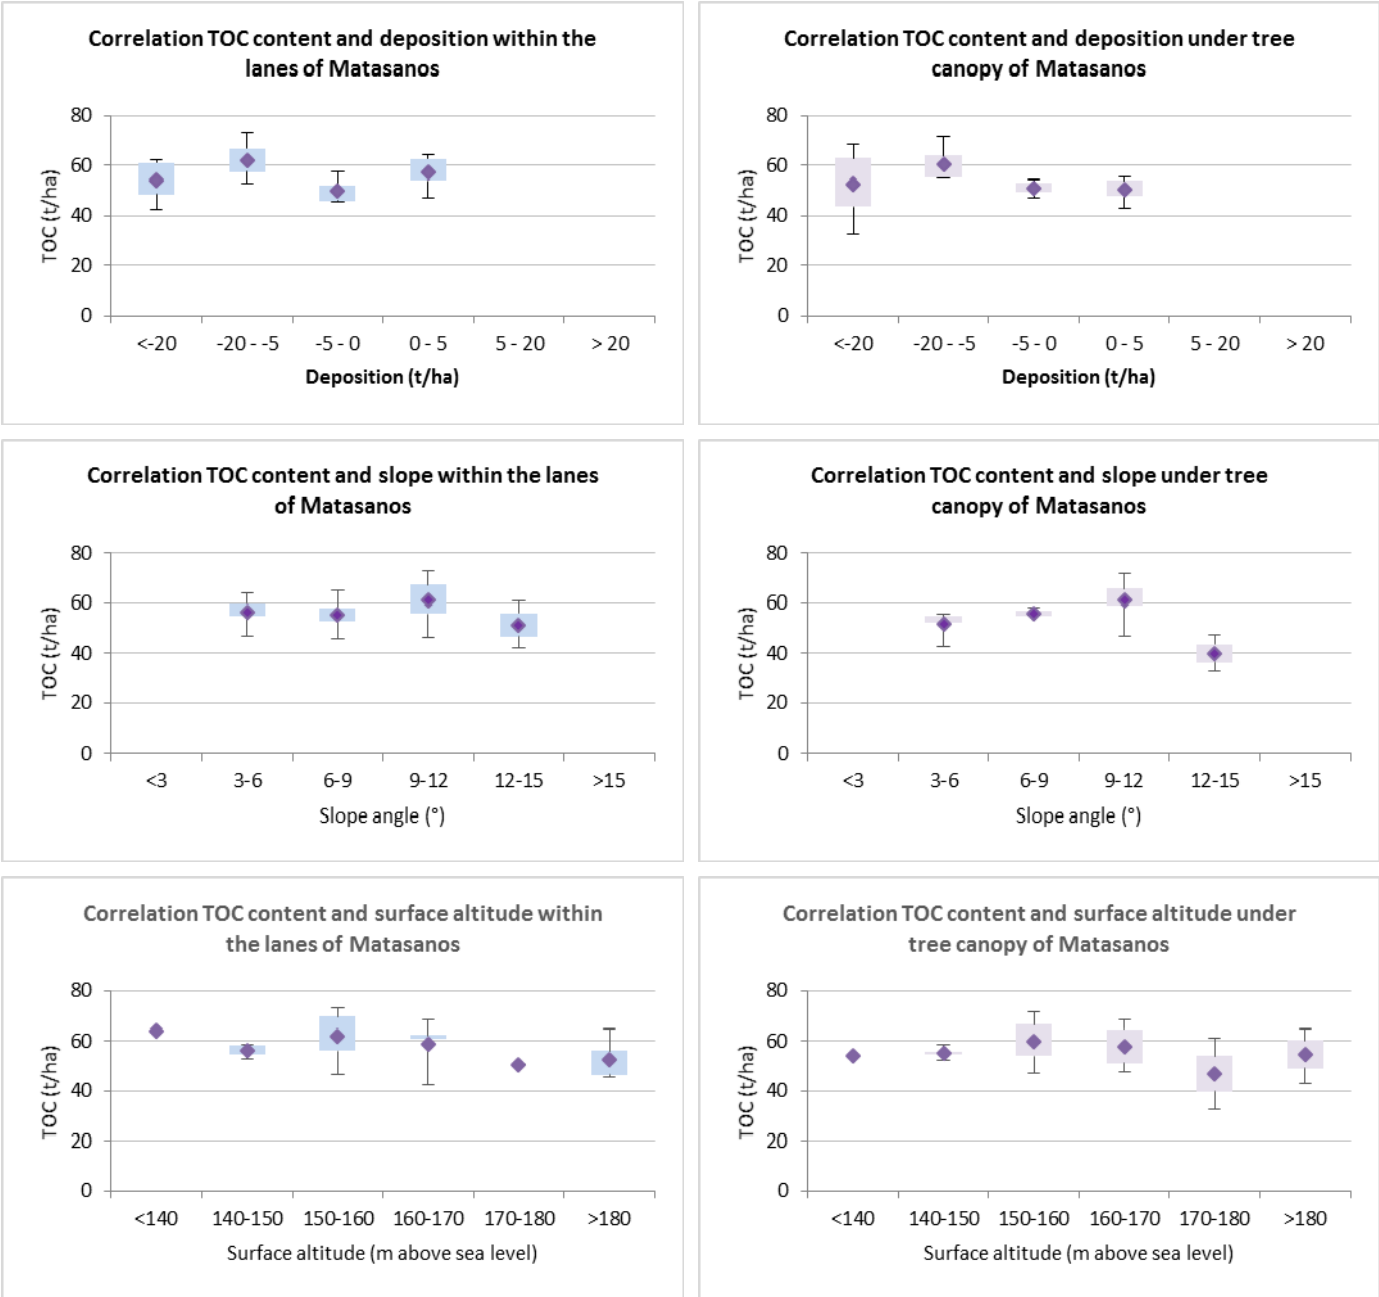 Correlation TOC content and deposition within the
lanes of Matasanos
80
60
40
20
0
TOC (t/ha)
<-20 -20 - -5 -5 - 0 0 - 5 5 - 20 > 20
Deposition (t/ha)
Correlation TOC content and deposition under tree
canopy of Matasanos
80
60
40
20
0
TOC (t/ha)
<-20 -20 - -5 -5 - 0 0 - 5 5 - 20 > 20
Deposition (t/ha)
Correlation TOC content and slope within the lanes
of Matasanos
80
60
40
20
0
TOC (t/ha)
<3 3-6 6-9 9-12 12-15 >15
Slope angle (°)
Correlation TOC content and slope under tree
canopy of Matasanos
80
60
40
20
0
TOC (t/ha)
<3 3-6 6-9 9-12 12-15 >15
Slope angle (°)
Correlation TOC content and surface altitude within
the lanes of Matasanos
80
60
40
20
0
TOC (t/ha)
<140 140-150 150-160 160-170 170-180 >180
Surface altitude (m above sea level)
Correlation TOC content and surface altitude under
tree canopy of Matasanos
80
60
40
20
0
TOC (t/ha)
<140 140-150 150-160 160-170 170-180 >180
Surface altitude (m above sea level)